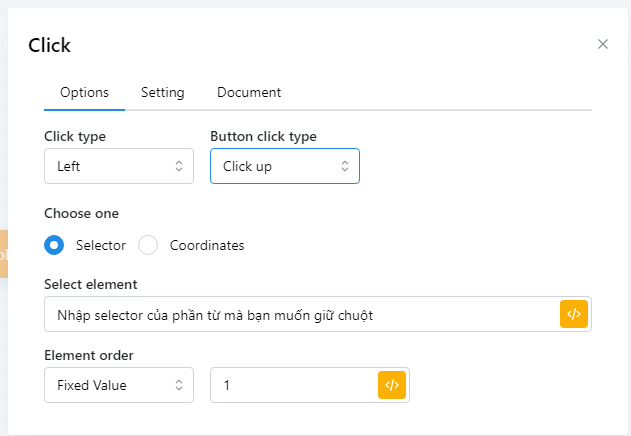 Click
Options Setting Document
Click type Button click type
Left Click up
Choose one
Selector Coordinates
Select element
Nhập selector của phần từ mà bạn muốn giữ chuột
</>
Element order
Fixed Value 1 </>